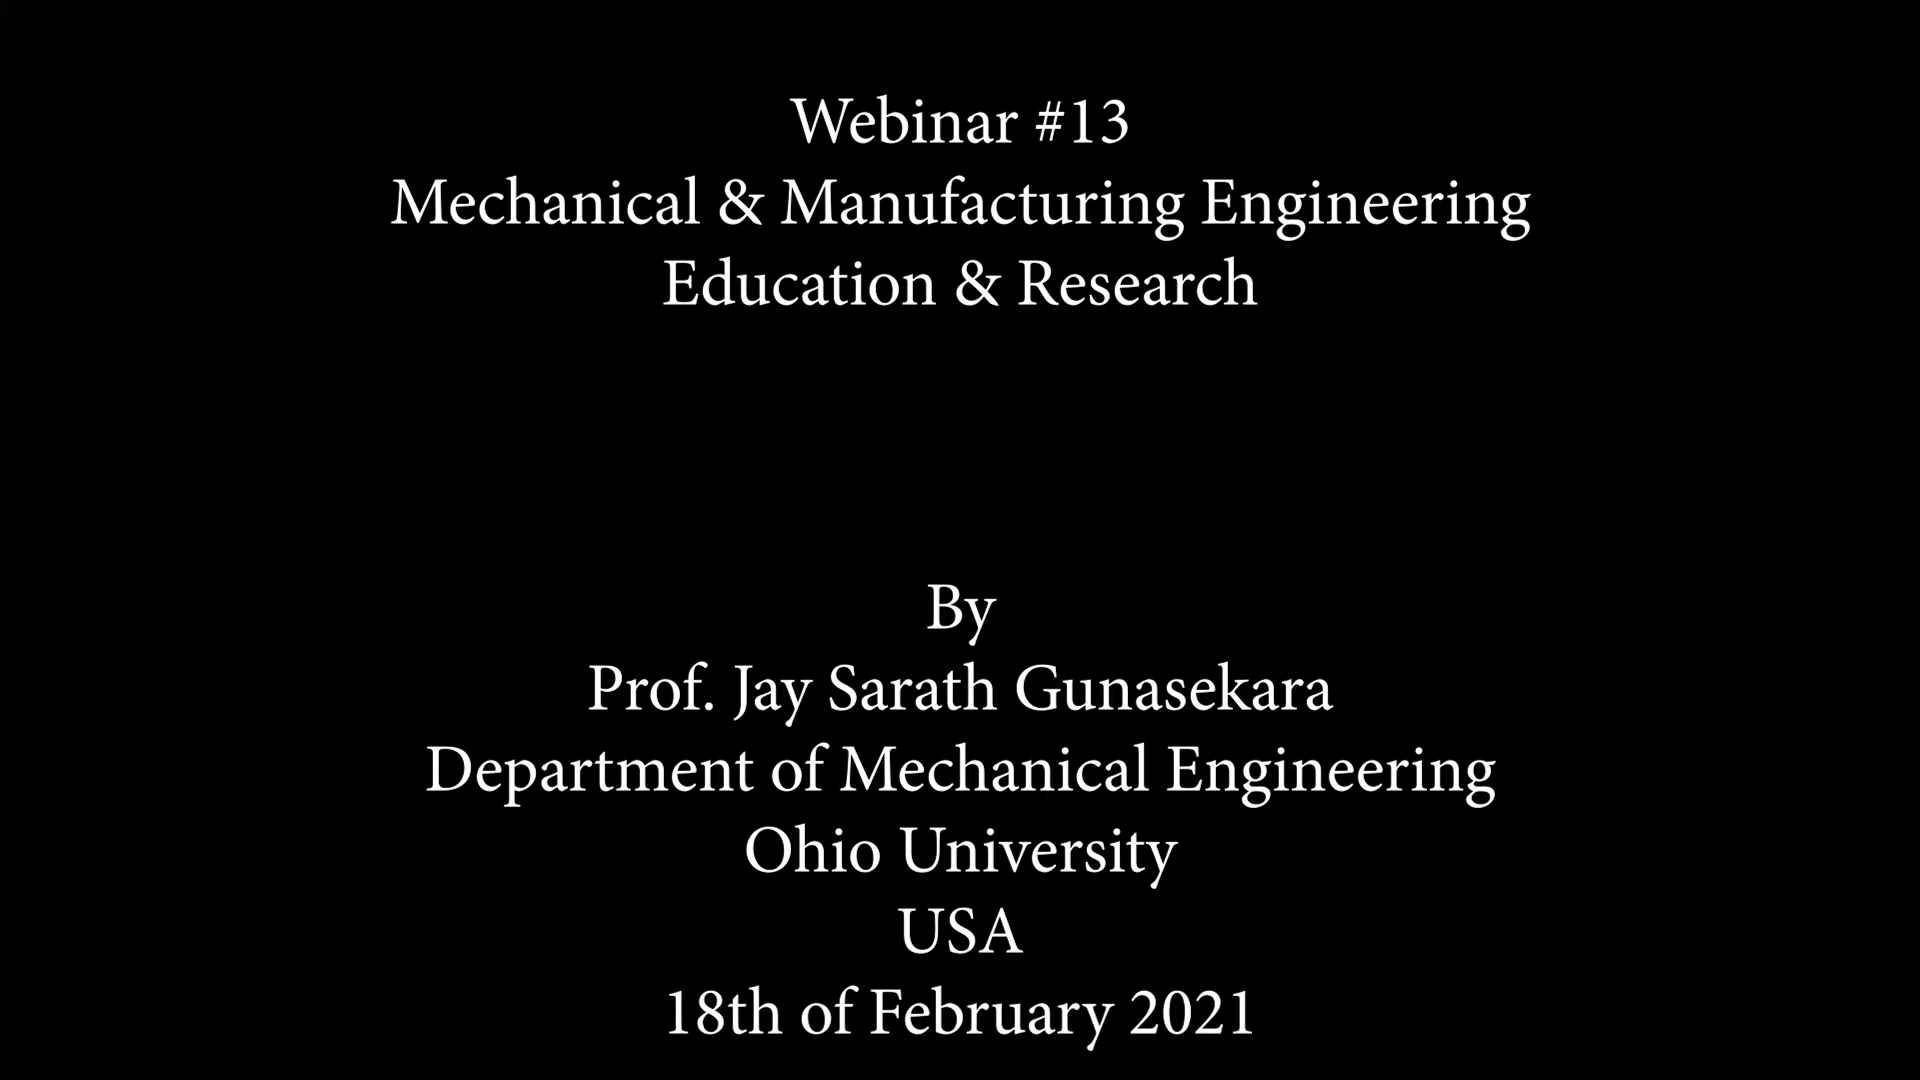 Webinar #13
Mechanical & Manufacturing Engineering
Education & Research
By
Prof. Jay Sarath Gunasekara
Department of Mechanical Engineering
Ohio University
USA
18th of February 2021